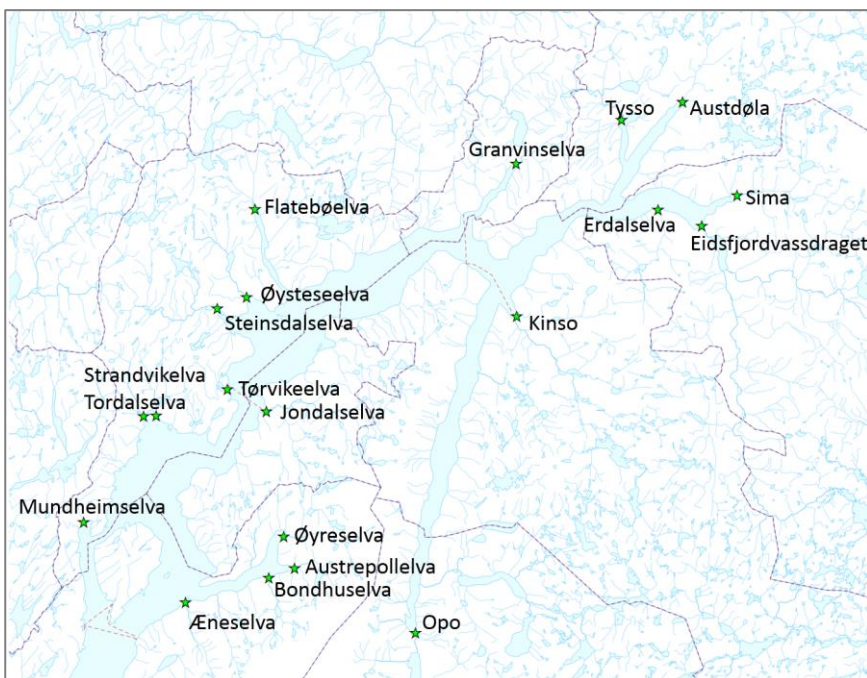 Tysso
Austdøla
Granvinselva
Sima
Flatebøelva
Erdalselva
Eidsfjordvassdraget
Øysteseelva
Steinsdalselva
Kinso
Strandvikelva
Tørvikeelva
Tordalselva
Jondalselva
Mundheimselva
Øyreselva
Austrepollelva
Bondhuselva
Æneselva
Opo